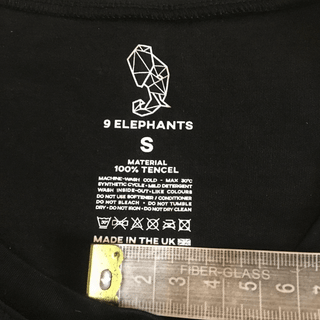 9 ELEPHANTS
S
MATERIAL
100% TENCEL
MACHINE-WASH COLD - MAX 30°C
SYNTHETIC CYCLE - MILD DETERGENT
WASH INSIDE-OUT - LIKE COLOURS
DO NOT USE SOFTENER / CONDITIONER
DO NOT BLEACH - DO NOT TUMBLE
DRY - DO NOT IRON - DO NOT DRY CLEAN
30°
MADE IN THE UK
FIBER-GLASS